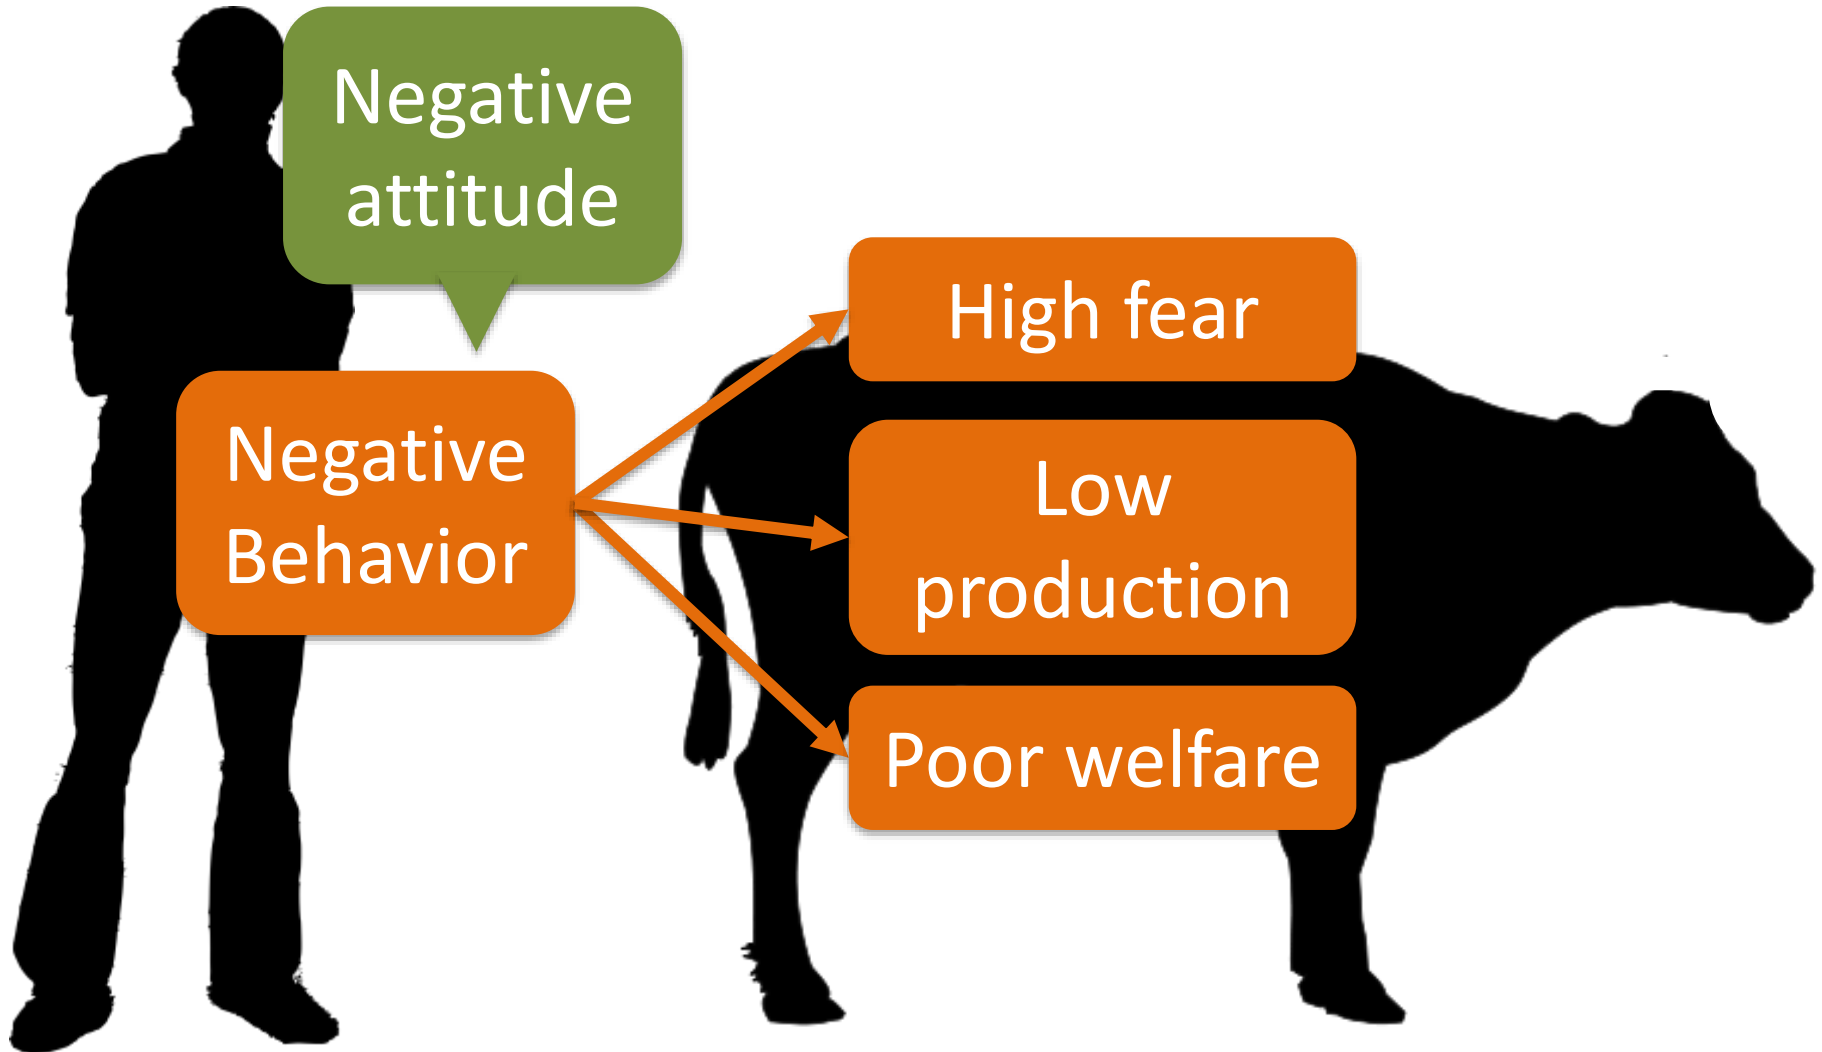 Negative
attitude
Negative
Behavior
High fear
Low
production
Poor welfare